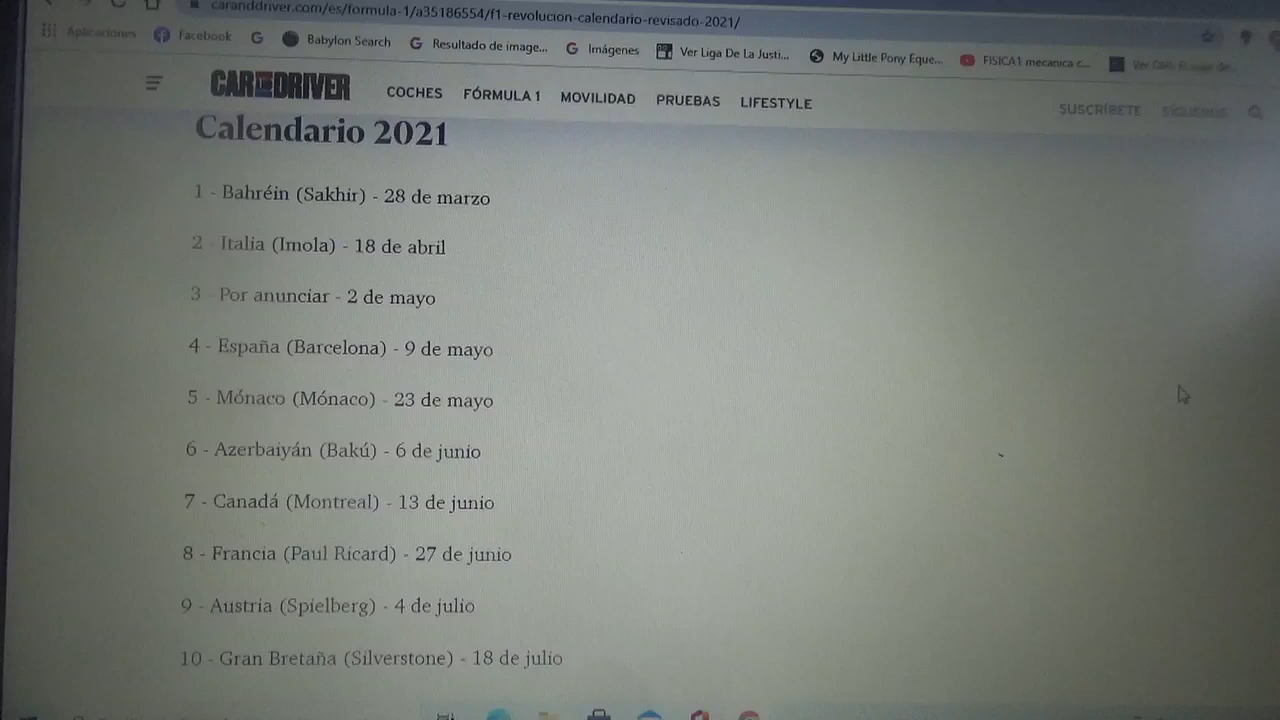 caranddriver.com/es/formula-1/a35186554/f1-revolucion-calendario-revisado-2021/
Aplicaciones Facebook Babylon Search Resultado de image... Imágenes Ver Liga De La Justi... My Little Pony Eque... FISICA1 mecanica c...
CAR AND DRIVER COCHES FÓRMULA 1 MOVILIDAD PRUEBAS LIFESTYLE SUSCRÍBETE SÍGUENOS
Calendario 2021
1 - Bahréin (Sakhir) - 28 de marzo
2 - Italia (Imola) - 18 de abril
3 - Por anunciar - 2 de mayo
4 - España (Barcelona) - 9 de mayo
5 - Mónaco (Mónaco) - 23 de mayo
6 - Azerbaiyán (Bakú) - 6 de junio
7 - Canadá (Montreal) - 13 de junio
8 - Francia (Paul Ricard) - 27 de junio
9 - Austria (Spielberg) - 4 de julio
10 - Gran Bretaña (Silverstone) - 18 de julio